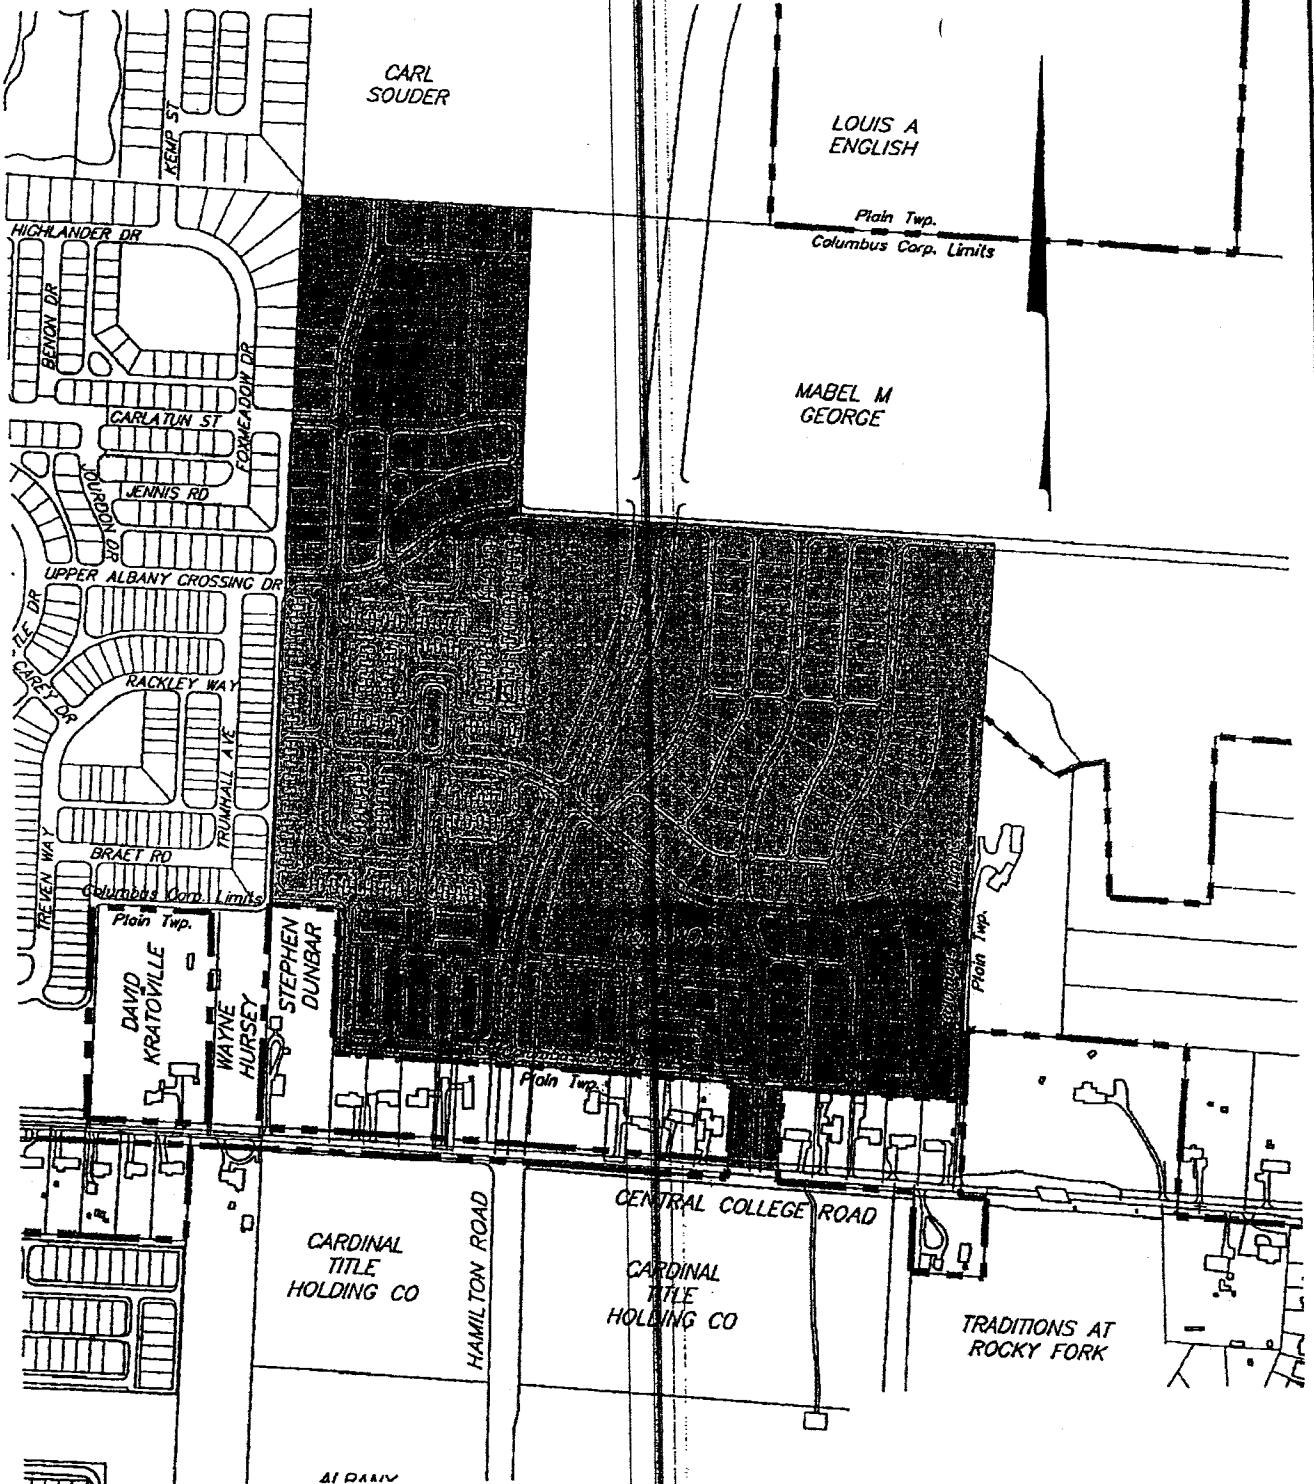 CARL
SOUDER
LOUIS A
ENGLISH
KEMP ST
Plain Twp.
Columbus Corp. Limits
HIGHLANDER DR
BENON DR
FOXMEADOW DR
MABEL M
GEORGE
CARLATUN ST
JENNIS RD
JOURDON DR
UPPER ALBANY CROSSING DR
CAREY DR
RACKLEY WAY
TRUMHALL AVE
TREVEN WAY
BRAET RD
Columbus Corp. Limits
Plain Twp.
DAVID
KRATOVILLE
WAYNE
HURSEY
STEPHEN
DUNBAR
Plain Twp.
Plain Twp.
CENTRAL COLLEGE ROAD
HAMILTON ROAD
CARDINAL
TITLE
HOLDING CO
CARDINAL
TITLE
HOLDING CO
TRADITIONS AT
ROCKY FORK
ALBANY